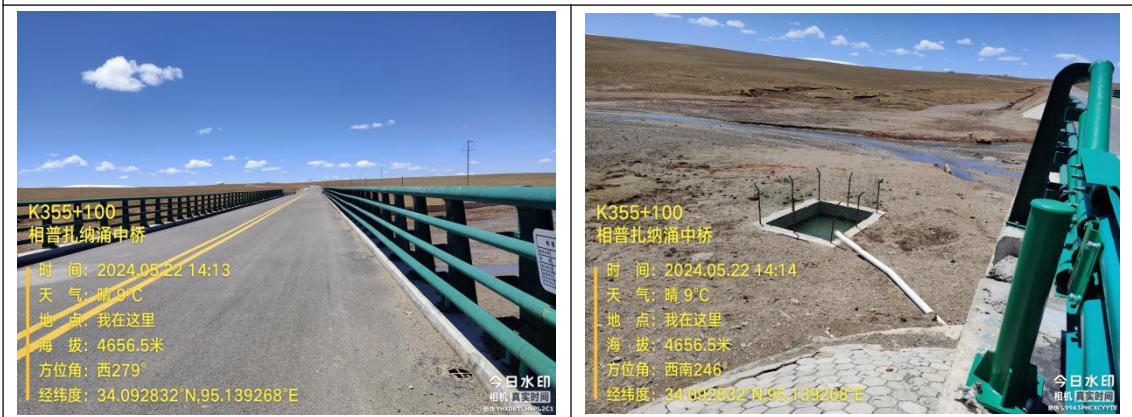 K355+100
相普扎纳涌中桥
时 间：2024.05.22 14:13
天 气：晴 9°C
地 点：我在这里
海 拔：4656.5米
方位角：西279°
经纬度：34.092832°N,95.139268°E
今日水印
相机 真实时间
K355+100
相普扎纳涌中桥
时 间：2024.05.22 14:14
天 气：晴 9°C
地 点：我在这里
海 拔：4656.5米
方位角：西南246°
经纬度：34.092832°N,95.139268°E
今日水印
相机 真实时间